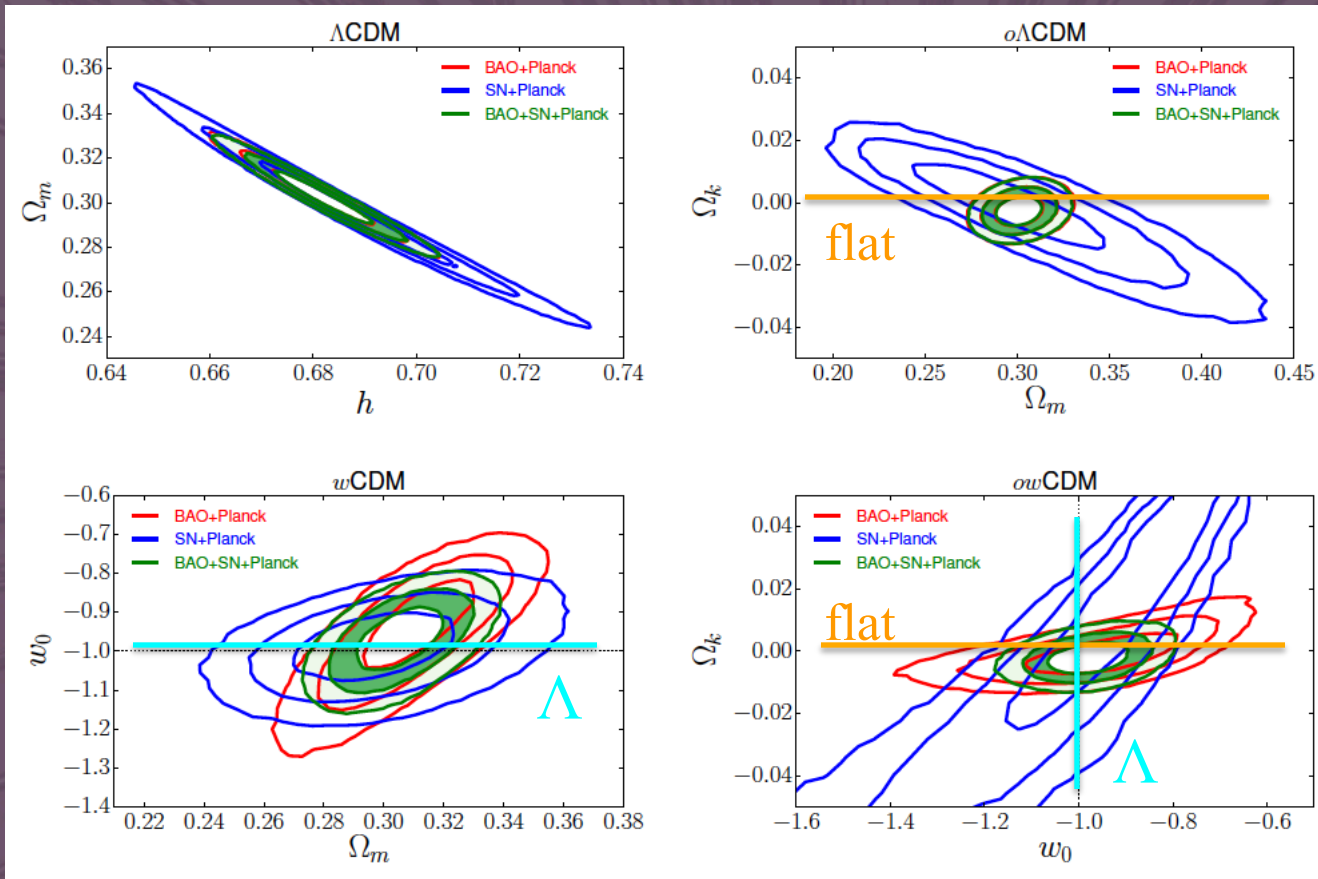 ΛCDM
0.36
0.34
0.32
0.30
0.28
0.26
0.24
Ωm
BAO+Planck
SN+Planck
BAO+SN+Planck
0.64 0.66 0.68 0.70 0.72 0.74
h
oΛCDM
0.04
0.02
0.00
−0.02
−0.04
Ωk
BAO+Planck
SN+Planck
BAO+SN+Planck
flat
0.20 0.25 0.30 0.35 0.40 0.45
Ωm
wCDM
−0.6
−0.7
−0.8
−0.9
−1.0
−1.1
−1.2
−1.3
−1.4
w0
BAO+Planck
SN+Planck
BAO+SN+Planck
Λ
0.22 0.24 0.26 0.28 0.30 0.32 0.34 0.36 0.38
Ωm
owCDM
0.04
0.02
0.00
−0.02
−0.04
Ωk
BAO+Planck
SN+Planck
BAO+SN+Planck
flat
Λ
−1.6 −1.4 −1.2 −1.0 −0.8 −0.6
w0